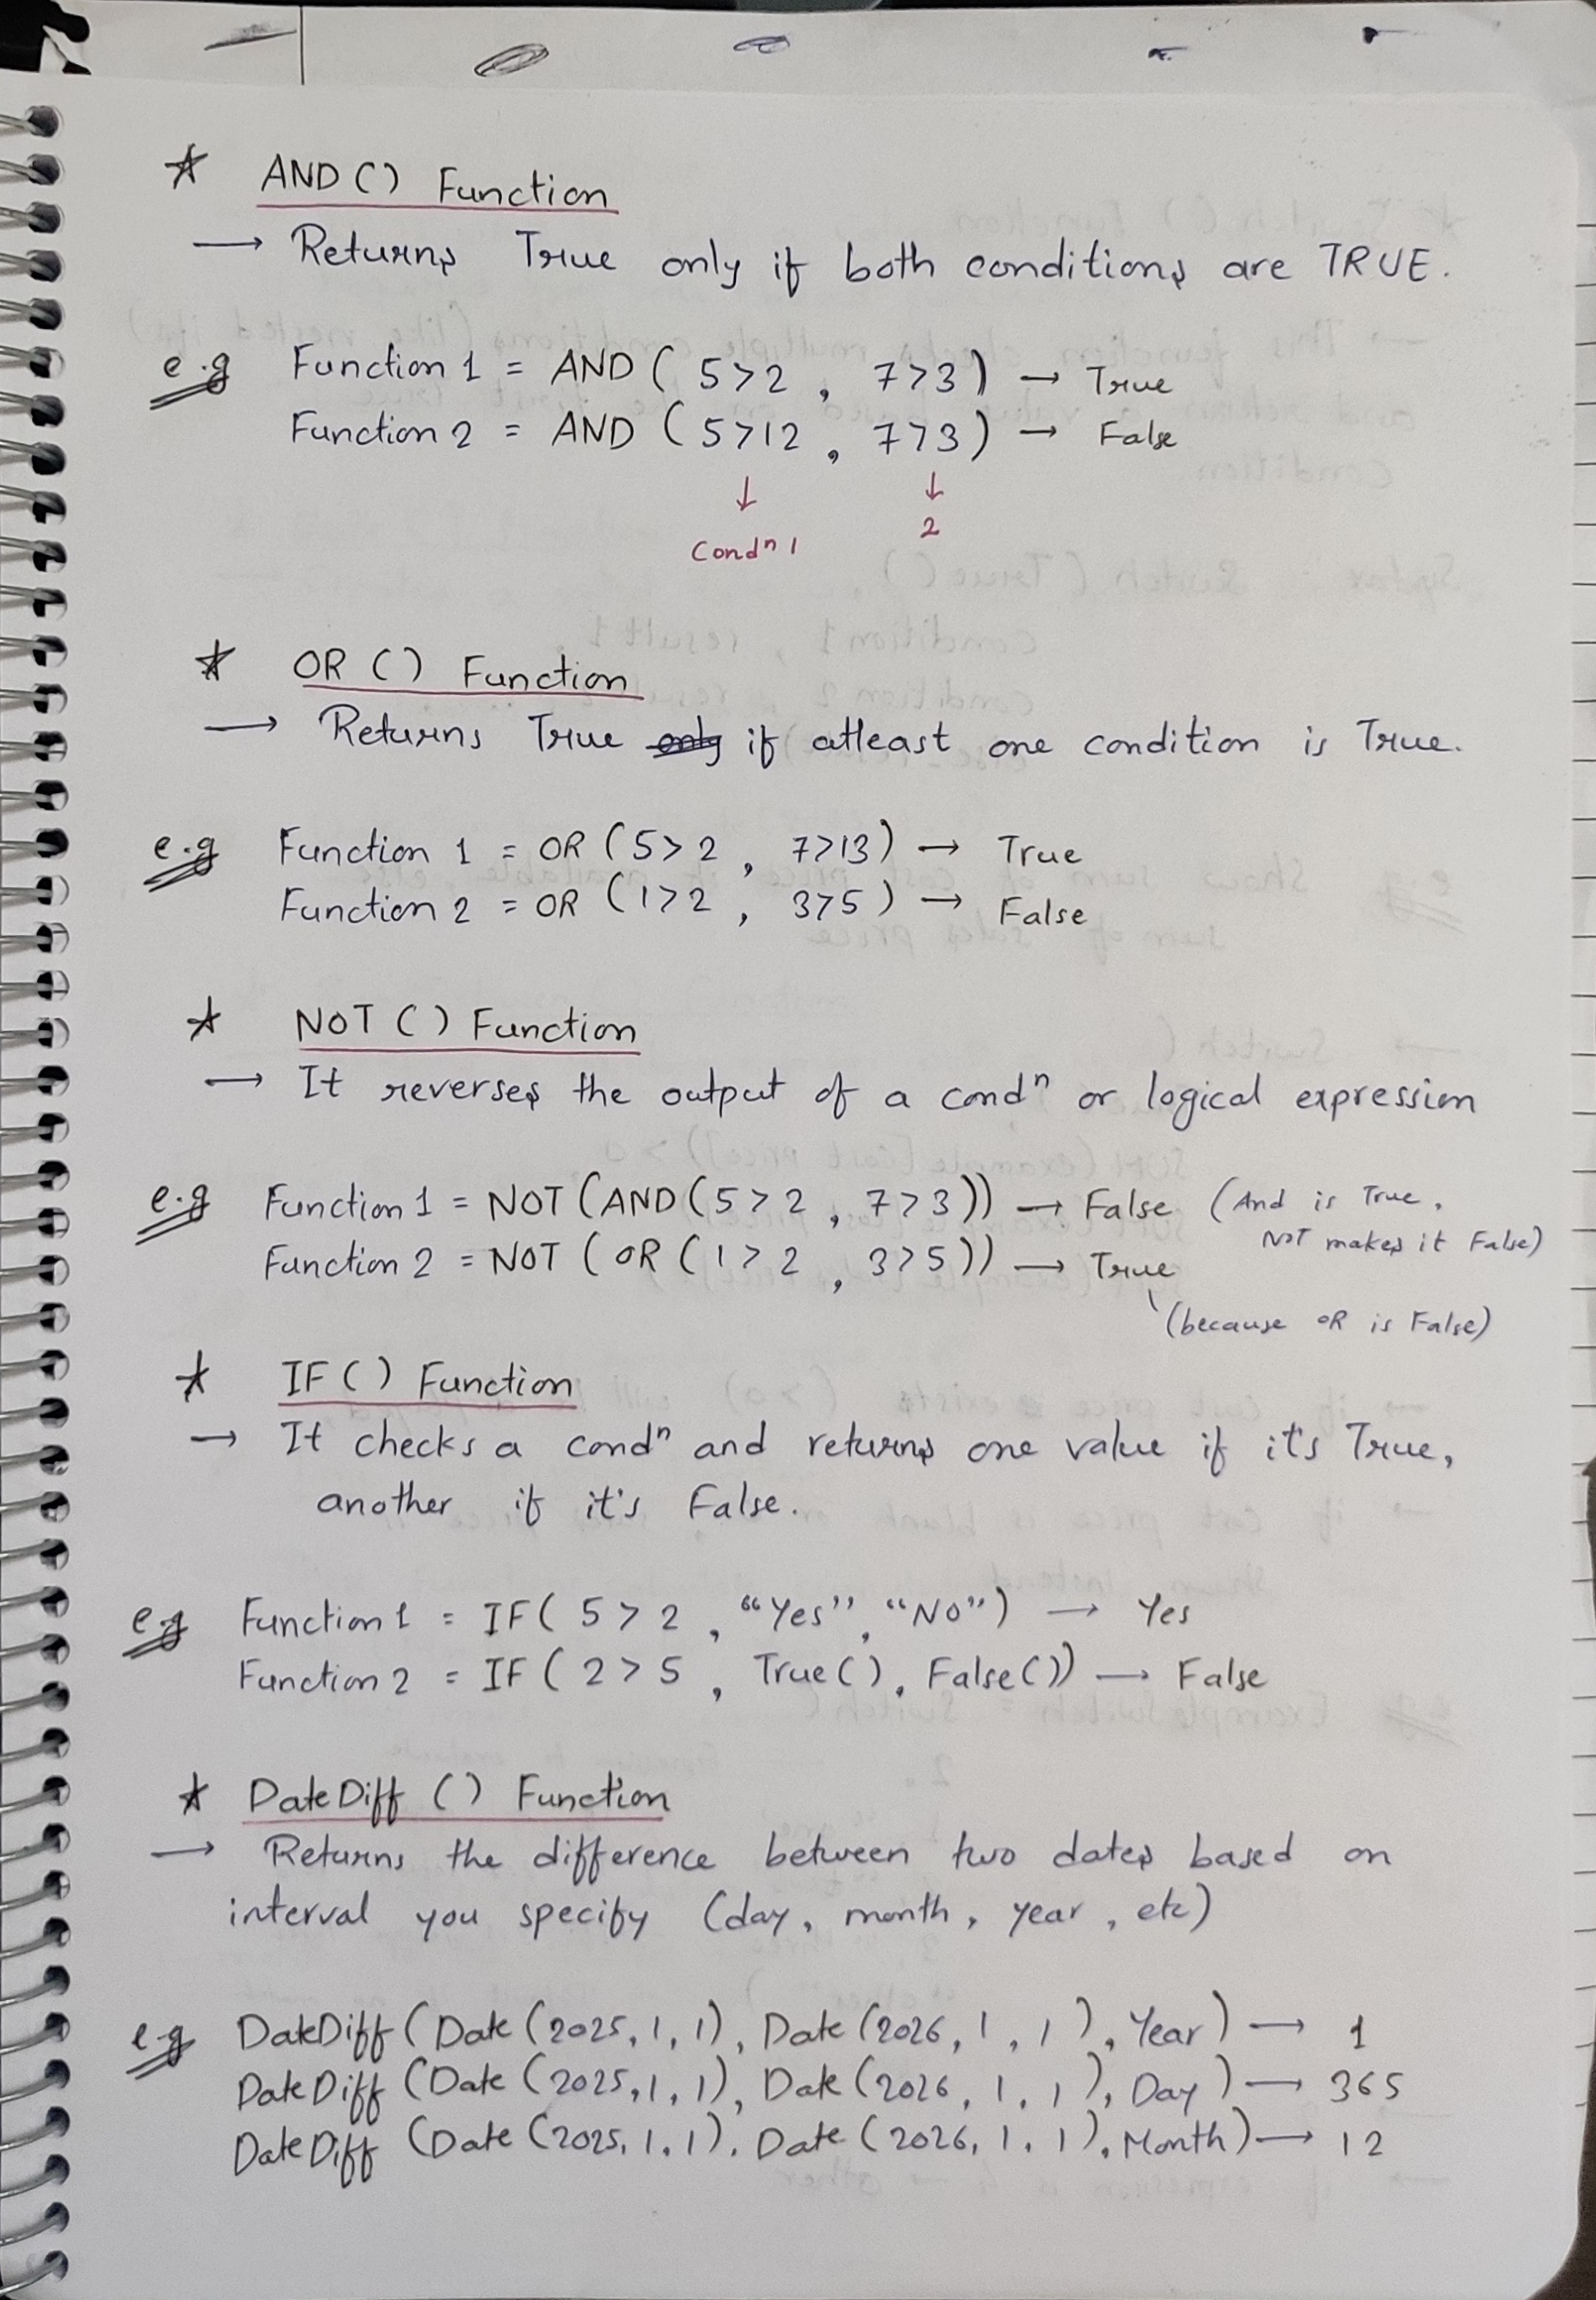 ★ AND () Function
→ Returns True only if both conditions are TRUE.
e.g Function 1 = AND ( 5>2 , 7>3 ) → True
Function 2 = AND ( 5>12 , 7>3 ) → False
↓ ↓
Condⁿ 1 2
★ OR () Function
→ Returns True ~~only~~ if atleast one condition is True.
e.g Function 1 = OR ( 5>2 , 7>13 ) → True
Function 2 = OR ( 1>2 , 3>5 ) → False
★ NOT () Function
→ It reverses the output of a condⁿ or logical expression
e.g Function 1 = NOT (AND ( 5>2 , 7>3 )) → False (And is True,
NOT makes it False)
Function 2 = NOT ( OR ( 1>2 , 3>5 )) → True
(because OR is False)
★ IF () Function
→ It checks a condⁿ and returns one value if it's True,
another if it's False.
e.g Function 1 = IF ( 5 > 2 , "Yes" , "No") → Yes
Function 2 = IF ( 2 > 5 , True (), False ()) → False
★ DateDiff () Function
→ Returns the difference between two dates based on
interval you specify (day, month, year, etc)
e.g DateDiff ( Date (2025, 1, 1), Date (2026, 1, 1), Year ) → 1
DateDiff (Date (2025, 1, 1), Date (2026, 1, 1), Day ) → 365
DateDiff (Date (2025, 1, 1), Date (2026, 1, 1), Month) → 12